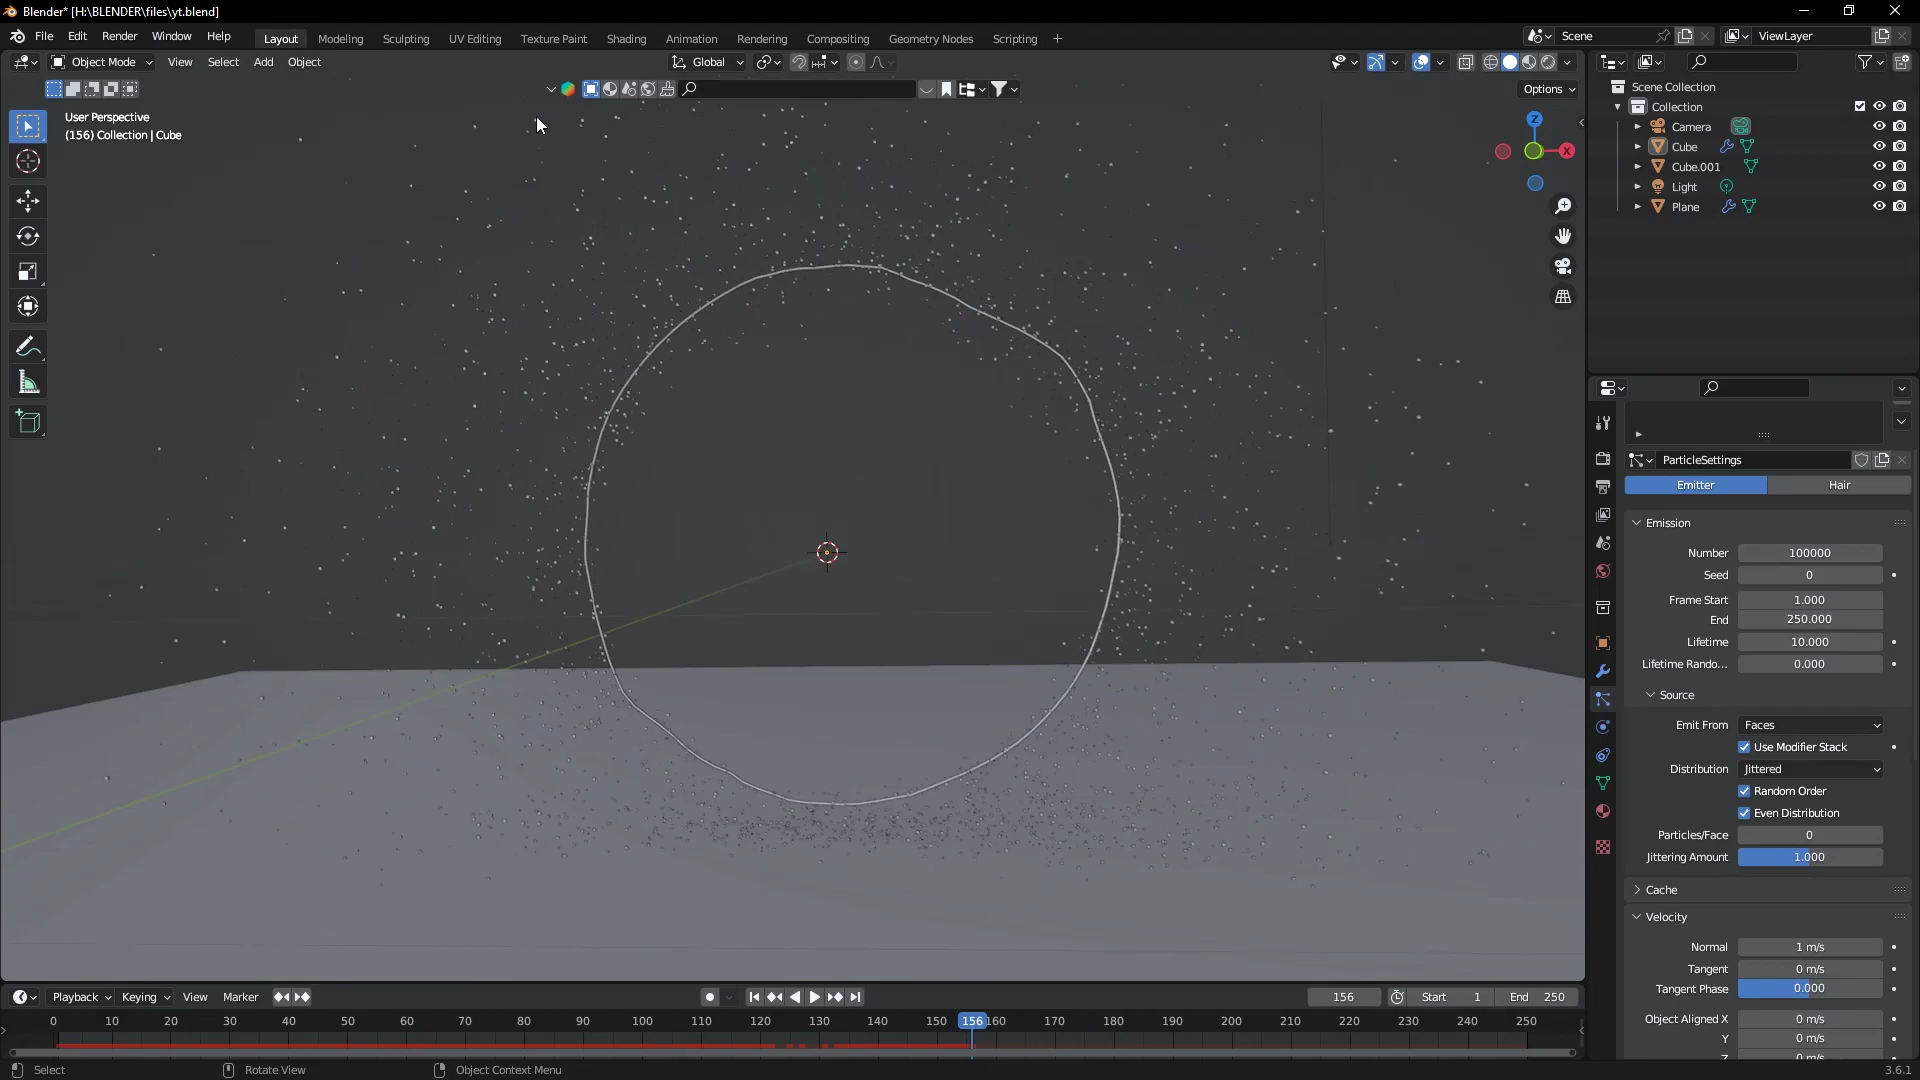 Blender* [H:\BLENDER\files\yt.blend]
File Edit Render Window Help Layout Modeling Sculpting UV Editing Texture Paint Shading Animation Rendering Compositing Geometry Nodes Scripting +
Scene
ViewLayer
Object Mode View Select Add Object
Global
Options
User Perspective
(156) Collection | Cube
Z
X
Scene Collection
Collection
Camera
Cube
Cube.001
Light
Plane
ParticleSettings
Emitter Hair
Emission
Number 100000
Seed 0
Frame Start 1.000
End 250.000
Lifetime 10.000
Lifetime Rando... 0.000
Source
Emit From Faces
Use Modifier Stack
Distribution Jittered
Random Order
Even Distribution
Particles/Face 0
Jittering Amount 1.000
Cache
Velocity
Normal 1 m/s
Tangent 0 m/s
Tangent Phase 0.000
Object Aligned X 0 m/s
Y 0 m/s
Z 0 m/s
Playback Keying View Marker
156 Start 1 End 250
0 10 20 30 40 50 60 70 80 90 100 110 120 130 140 150 156 160 170 180 190 200 210 220 230 240 250
Select Rotate View Object Context Menu
3.6.1